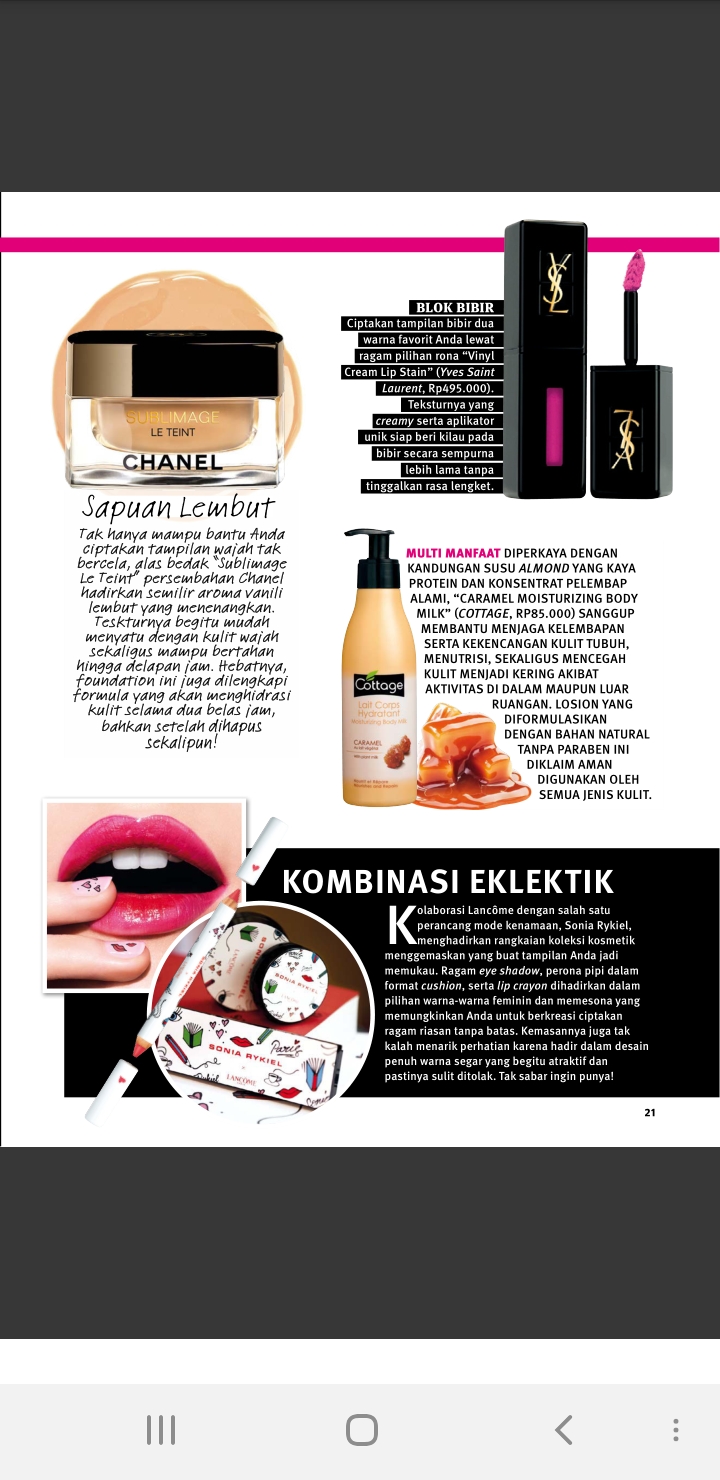 SUBLIMAGE
LE TEINT
CHANEL
Sapuan Lembut
Tak hanya mampu bantu Anda
ciptakan tampilan wajah tak
bercela, alas bedak “Sublimage
Le Teint” persembahan Chanel
hadirkan semilir aroma vanili
lembut yang menenangkan.
Teskturnya begitu mudah
menyatu dengan kulit wajah
sekaligus mampu bertahan
hingga delapan jam. Hebatnya,
foundation ini juga dilengkapi
formula yang akan menghidrasi
kulit selama dua belas jam,
bahkan setelah dihapus
sekalipun!
BLOK BIBIR
Ciptakan tampilan bibir dua
warna favorit Anda lewat
ragam pilihan rona “Vinyl
Cream Lip Stain” (Yves Saint
Laurent, Rp495.000).
Teksturnya yang
creamy serta aplikator
unik siap beri kilau pada
bibir secara sempurna
lebih lama tanpa
tinggalkan rasa lengket.
YSL
YSL
MULTI MANFAAT DIPERKAYA DENGAN
KANDUNGAN SUSU ALMOND YANG KAYA
PROTEIN DAN KONSENTRAT PELEMBAP
ALAMI, “CARAMEL MOISTURIZING BODY
MILK” (COTTAGE, RP85.000) SANGGUP
MEMBANTU MENJAGA KELEMBAPAN
SERTA KEKENCANGAN KULIT TUBUH,
MENUTRISI, SEKALIGUS MENCEGAH
KULIT MENJADI KERING AKIBAT
AKTIVITAS DI DALAM MAUPUN LUAR
RUANGAN. LOSION YANG
DIFORMULASIKAN
DENGAN BAHAN NATURAL
TANPA PARABEN INI
DIKLAIM AMAN
DIGUNAKAN OLEH
SEMUA JENIS KULIT.
Cottage
Lait Corps
Hydratant
Moisturizing Body Milk
CARAMEL
KOMBINASI EKLEKTIK
Kolaborasi Lancôme dengan salah satu
perancang mode kenamaan, Sonia Rykiel,
menghadirkan rangkaian koleksi kosmetik
menggemaskan yang buat tampilan Anda jadi
memukau. Ragam eye shadow, perona pipi dalam
format cushion, serta lip crayon dihadirkan dalam
pilihan warna-warna feminin dan memesona yang
memungkinkan Anda untuk berkreasi ciptakan
ragam riasan tanpa batas. Kemasannya juga tak
kalah menarik perhatian karena hadir dalam desain
penuh warna segar yang begitu atraktif dan
pastinya sulit ditolak. Tak sabar ingin punya!
SONIA RYKIEL
SONIA RYKIEL
LANCÔME
Paris
Rykiel
21